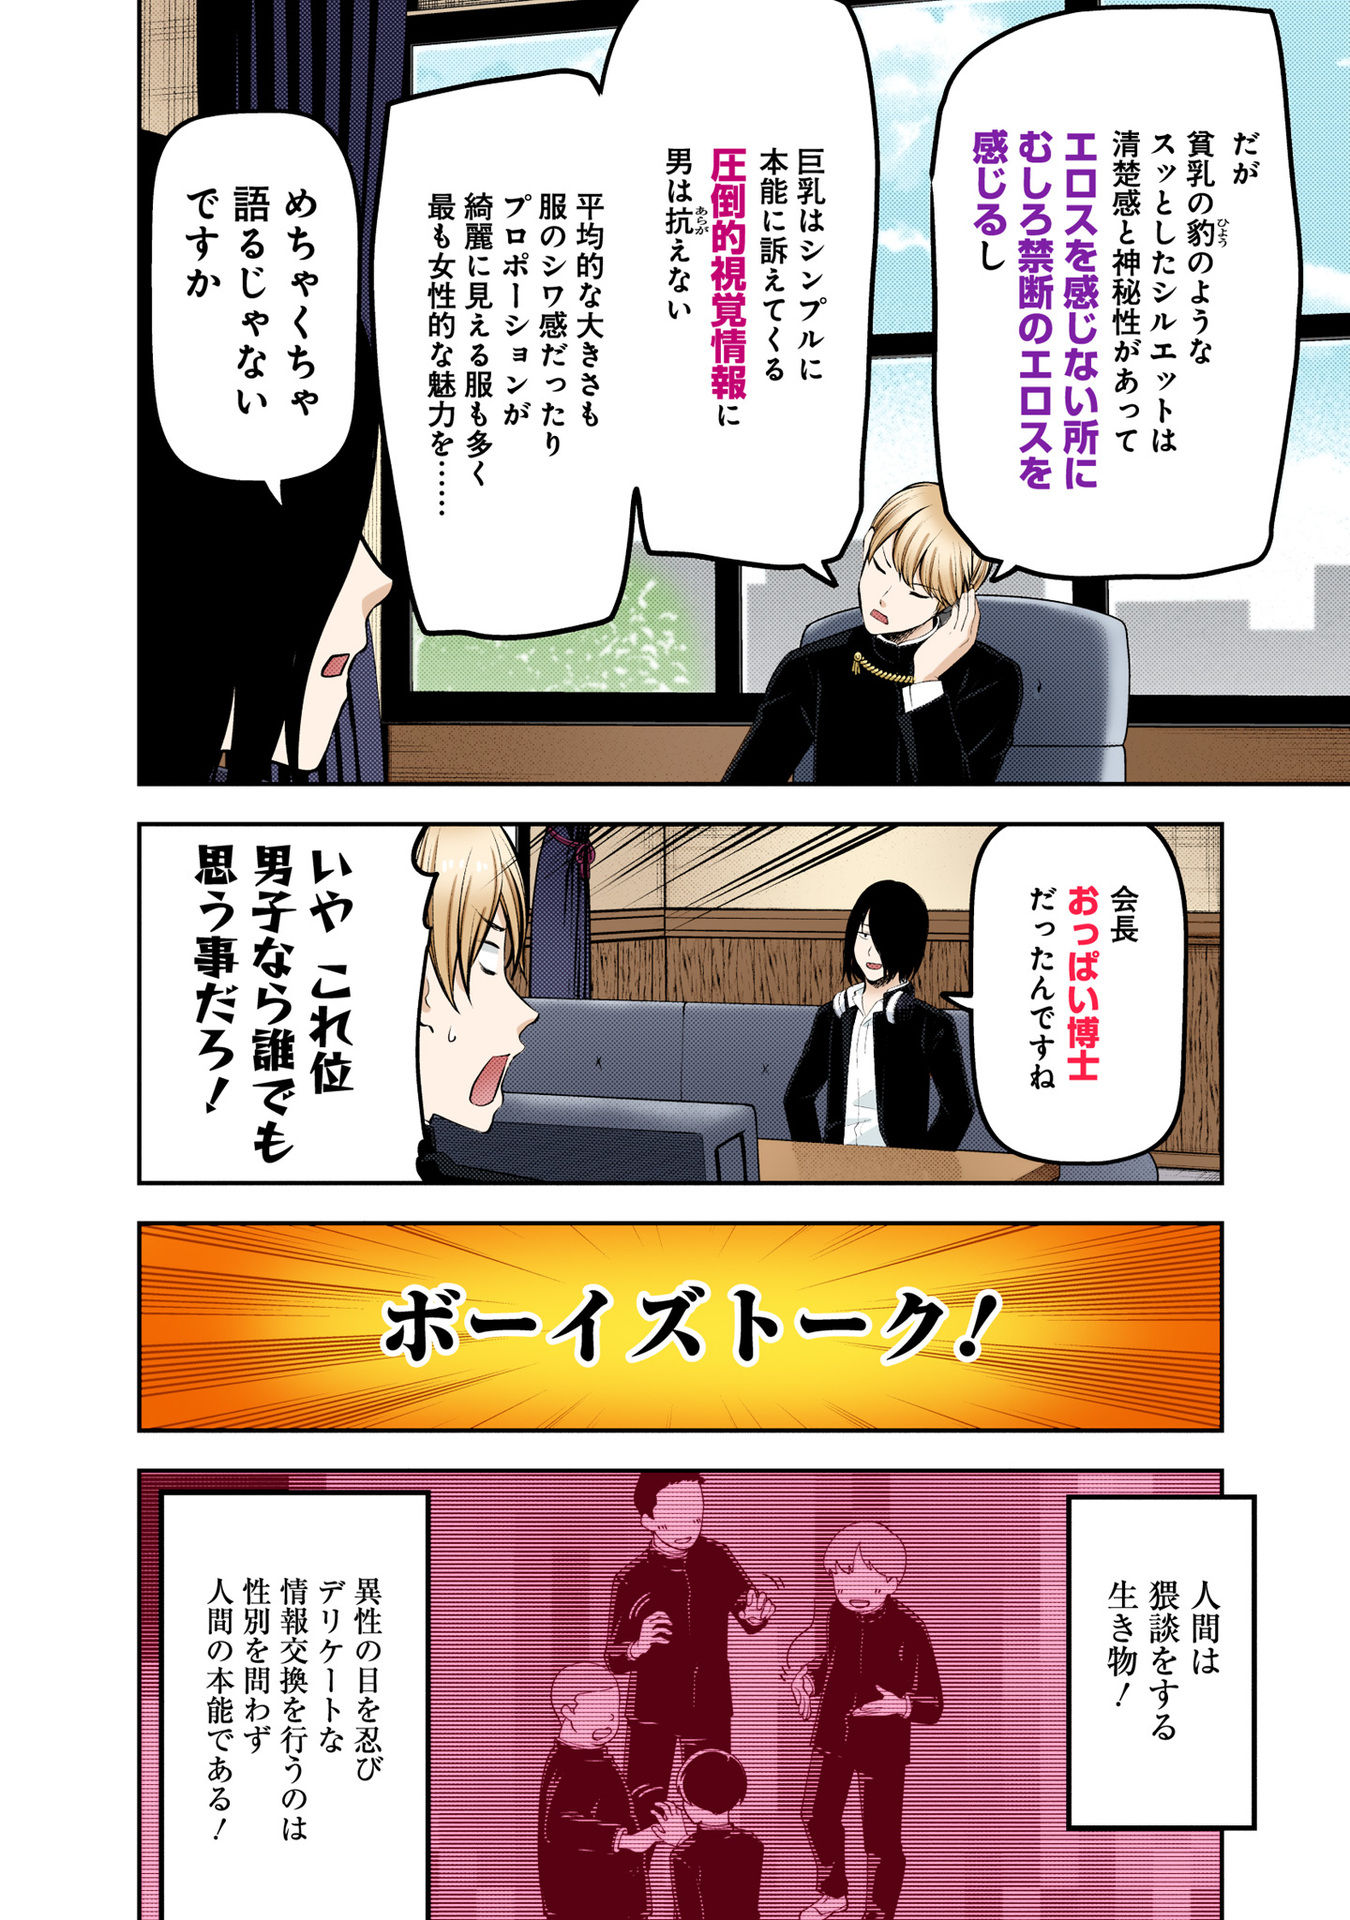 だが
貧乳の豹のような
ひょう
スッとしたシルエットは
清楚感と神秘性があって
エロスを感じない所に
むしろ禁断のエロスを
感じるし
巨乳はシンプルに
本能に訴えてくる
圧倒的視覚情報に
男は抗えない
あらが
平均的な大きさも
服のシワ感だったり
プロポーションが
綺麗に見える服も多く
最も女性的な魅力を……
めちゃくちゃ
語るじゃない
ですか
会長
おっぱい博士
だったんですね
いや これ位
男子なら誰でも
思う事だろ！
ボーイズトーク！
人間は
猥談をする
生き物！
異性の目を忍び
デリケートな
情報交換を行うのは
性別を問わず
人間の本能である！